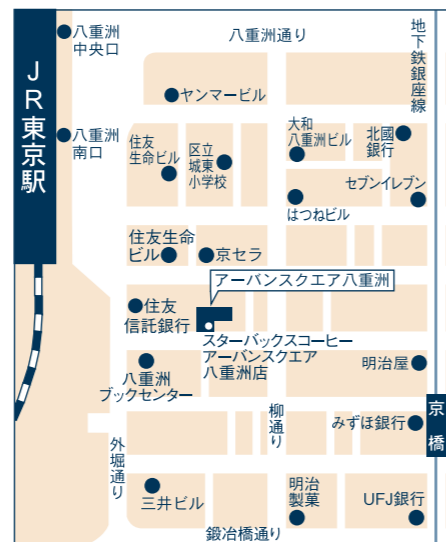 八重洲
中央口
八重洲通り
地下鉄銀座線
JR東京駅
ヤンマービル
八重洲
南口
住友
生命ビル
区立
城東
小学校
大和
八重洲ビル
北國
銀行
セブンイレブン
はつねビル
住友生命
ビル
京セラ
アーバンスクエア八重洲
住友
信託銀行
スターバックスコーヒー
アーバンスクエア
八重洲店
八重洲
ブックセンター
明治屋
京橋
みずほ銀行
柳通り
外堀通り
三井ビル
明治
製菓
UFJ銀行
鍛冶橋通り